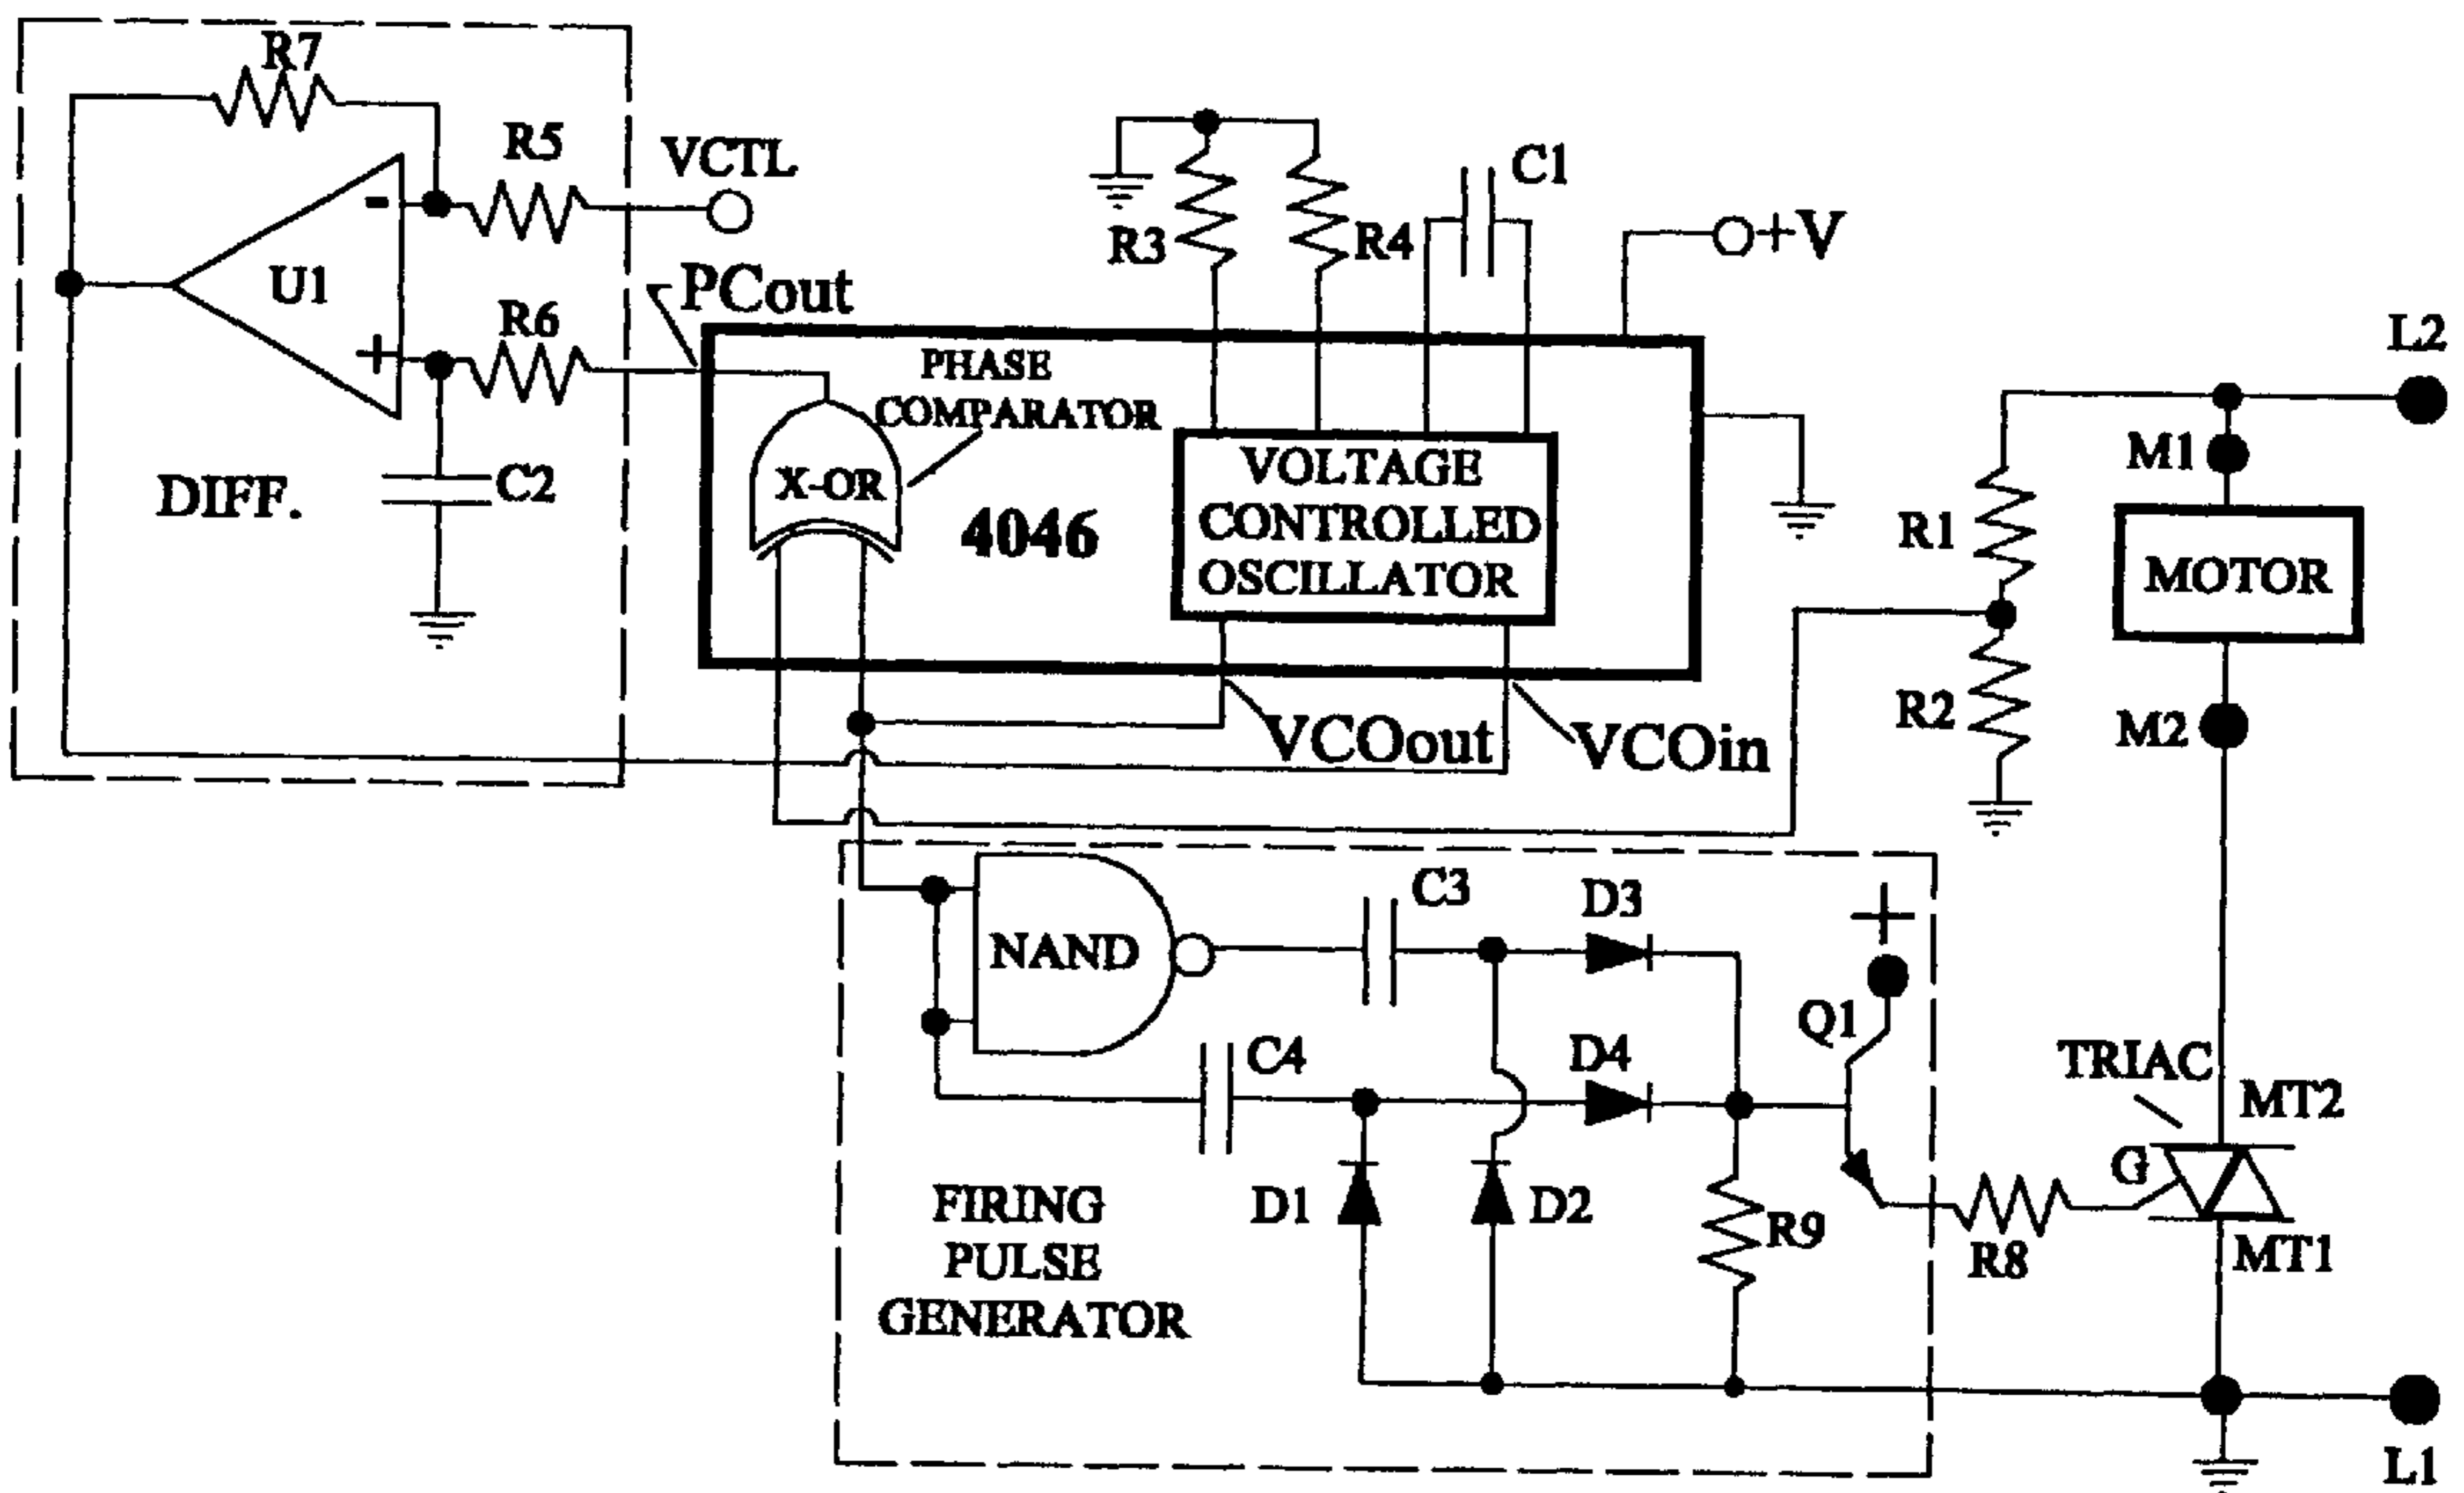 R7
R5
VCTL
-
U1
R6
+
DIFF.
C2
PCout
R3
R4
C1
+V
PHASE
COMPARATOR
X-OR
4046
VOLTAGE
CONTROLLED
OSCILLATOR
VCOout
VCOin
L2
M1
R1
MOTOR
R2
M2
NAND
C3
D3
+
Q1
C4
D4
TRIAC
MT2
G
D1
D2
R9
R8
MT1
FIRING
PULSE
GENERATOR
L1